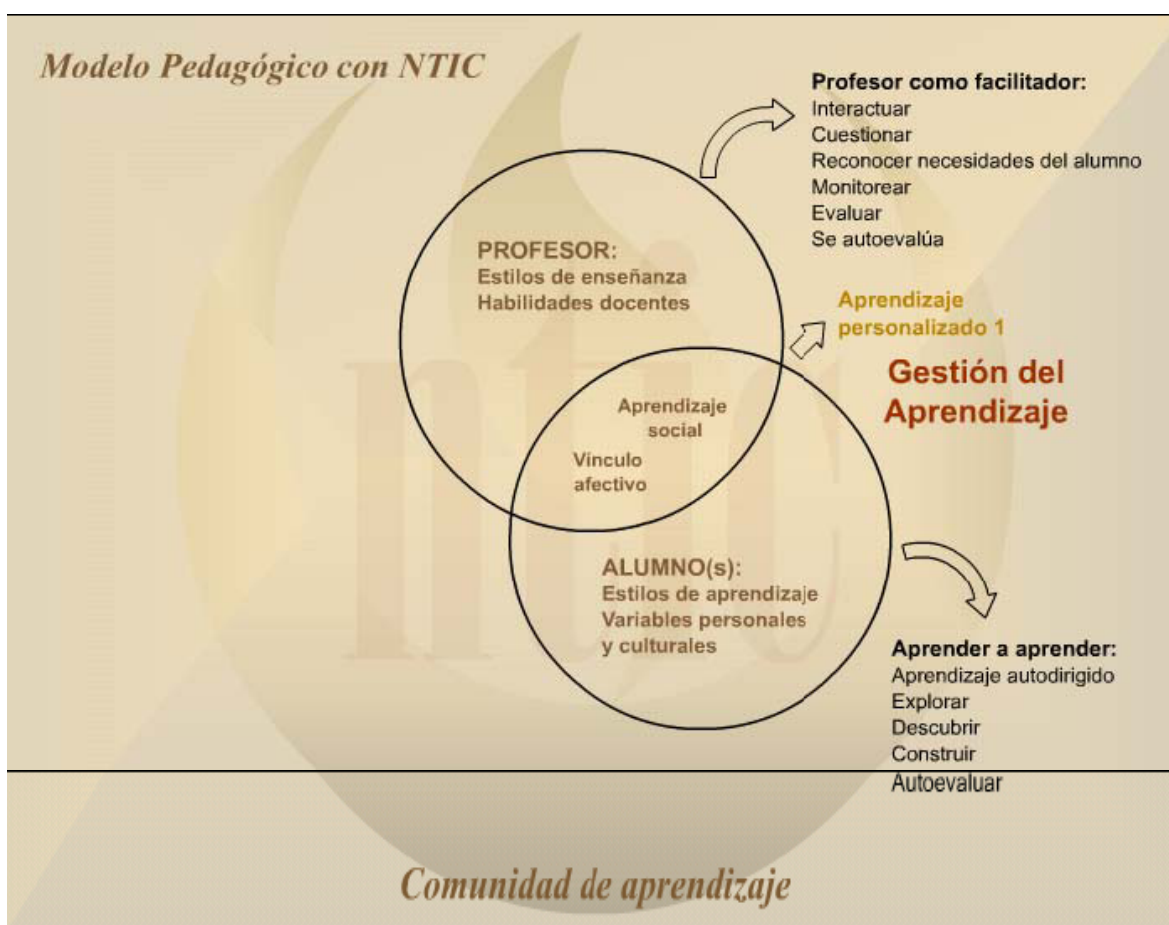 Modelo Pedagógico con NTIC
Profesor como facilitador:
Interactuar
Cuestionar
Reconocer necesidades del alumno
Monitorear
Evaluar
Se autoevalúa
PROFESOR:
Estilos de enseñanza
Habilidades docentes
Aprendizaje
personalizado 1
Gestión del
Aprendizaje
Aprendizaje
social
Vínculo
afectivo
ALUMNO(s):
Estilos de aprendizaje
Variables personales
y culturales
Aprender a aprender:
Aprendizaje autodirigido
Explorar
Descubrir
Construir
Autoevaluar
ntic
Comunidad de aprendizaje